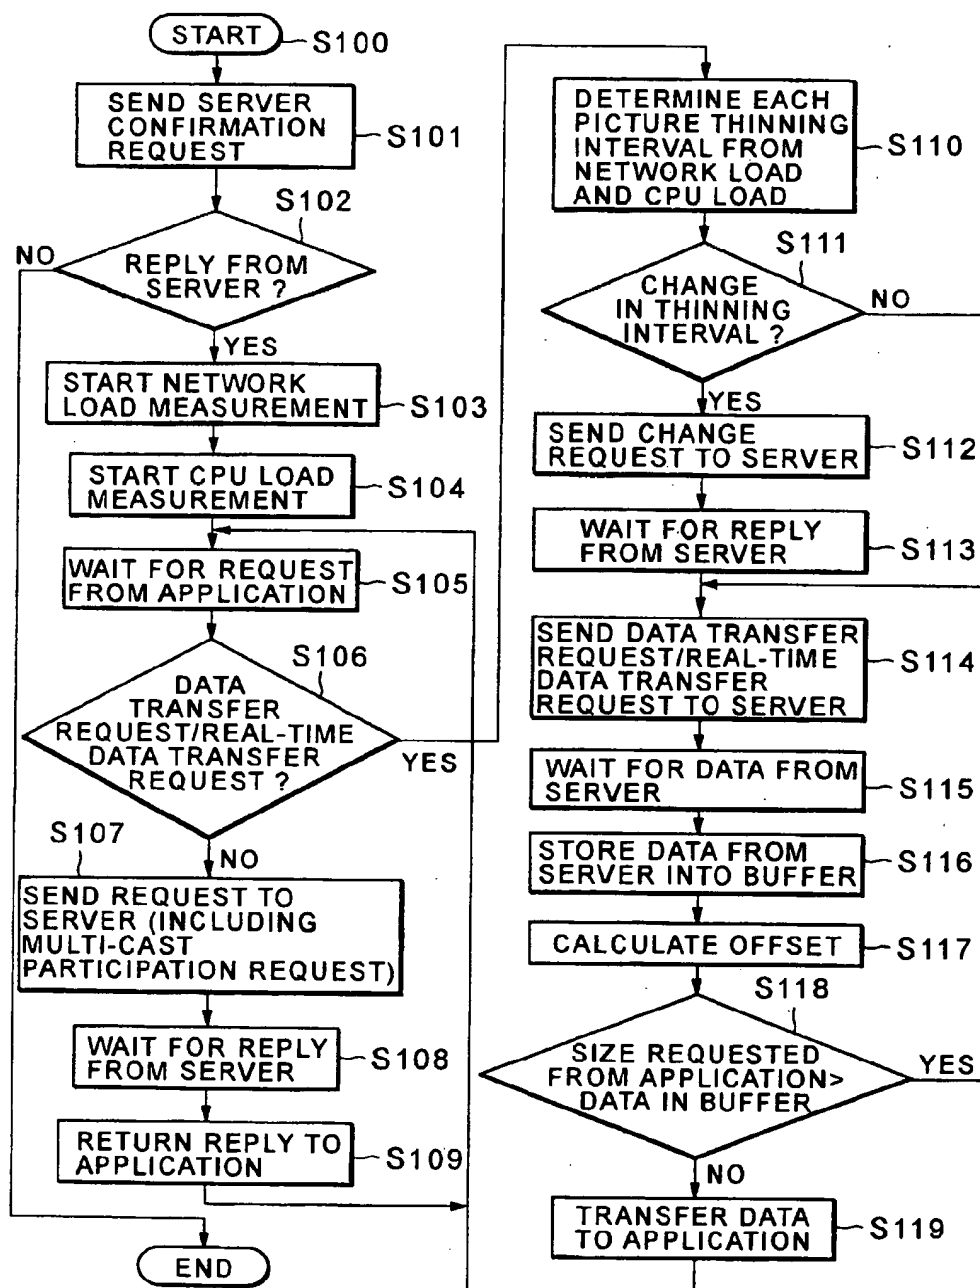 START
S100
SEND SERVER
CONFIRMATION
REQUEST
S101
S102
NO
REPLY FROM
SERVER ?
YES
START NETWORK
LOAD MEASUREMENT
S103
START CPU LOAD
MEASUREMENT
S104
WAIT FOR REQUEST
FROM APPLICATION
S105
S106
DATA
TRANSFER
REQUEST/REAL-TIME
DATA TRANSFER
REQUEST ?
YES
S107
NO
SEND REQUEST TO
SERVER (INCLUDING
MULTI-CAST
PARTICIPATION REQUEST)
WAIT FOR REPLY
FROM SERVER
S108
RETURN REPLY TO
APPLICATION
S109
END
DETERMINE EACH
PICTURE THINNING
INTERVAL FROM
NETWORK LOAD
AND CPU LOAD
S110
S111
CHANGE
IN THINNING
INTERVAL ?
NO
YES
SEND CHANGE
REQUEST TO SERVER
S112
WAIT FOR REPLY
FROM SERVER
S113
SEND DATA TRANSFER
REQUEST/REAL-TIME
DATA TRANSFER
REQUEST TO SERVER
S114
WAIT FOR DATA FROM
SERVER
S115
STORE DATA FROM
SERVER INTO BUFFER
S116
CALCULATE OFFSET
S117
S118
SIZE REQUESTED
FROM APPLICATION>
DATA IN BUFFER
YES
NO
TRANSFER DATA
TO APPLICATION
S119